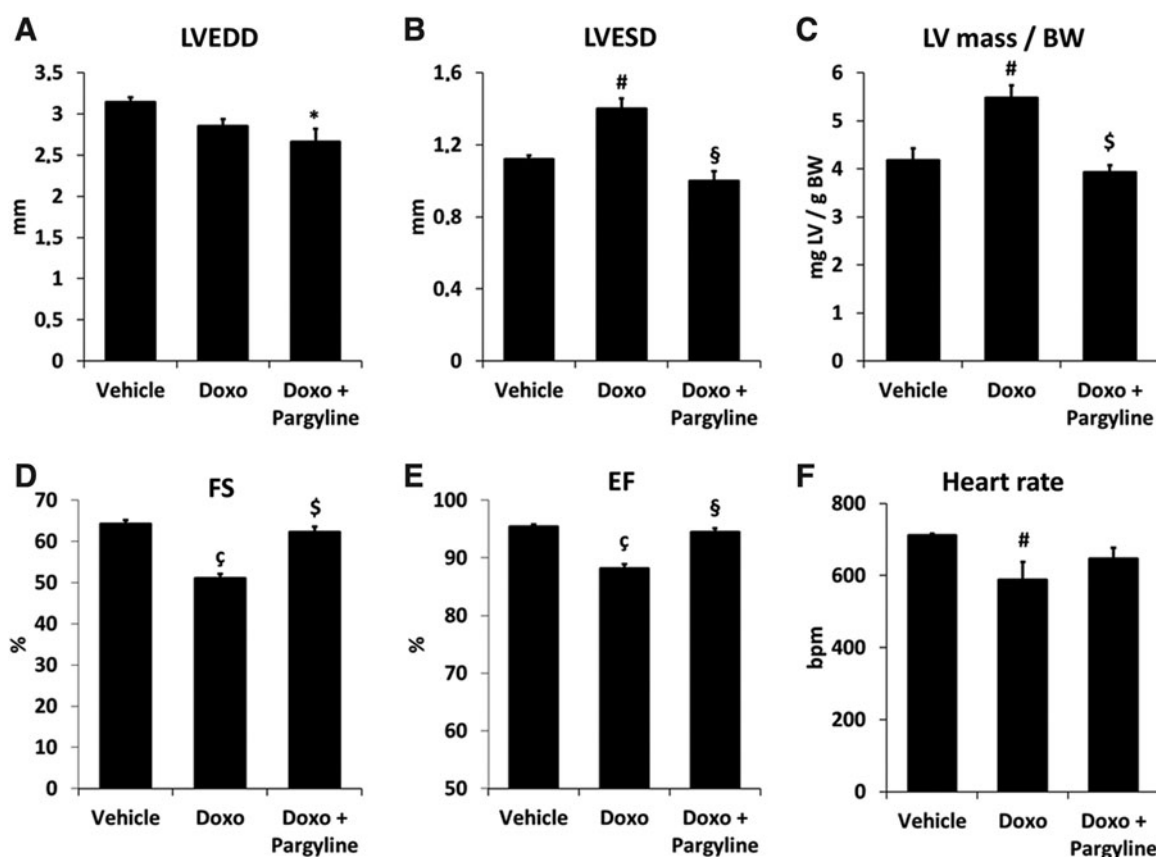 A
LVEDD
3,5
3
2,5
2
1,5
1
0,5
0
mm
*
Vehicle
Doxo
Doxo +
Pargyline
B
LVESD
1,6
1,2
0,8
0,4
0
mm
#
§
Vehicle
Doxo
Doxo +
Pargyline
C
LV mass / BW
6
5
4
3
2
1
0
mg LV / g BW
#
$
Vehicle
Doxo
Doxo +
Pargyline
D
FS
70
60
50
40
30
20
10
0
%
ç
$
Vehicle
Doxo
Doxo +
Pargyline
E
EF
100
90
80
70
60
50
%
ç
§
Vehicle
Doxo
Doxo +
Pargyline
F
Heart rate
800
600
400
200
0
bpm
#
Vehicle
Doxo
Doxo +
Pargyline